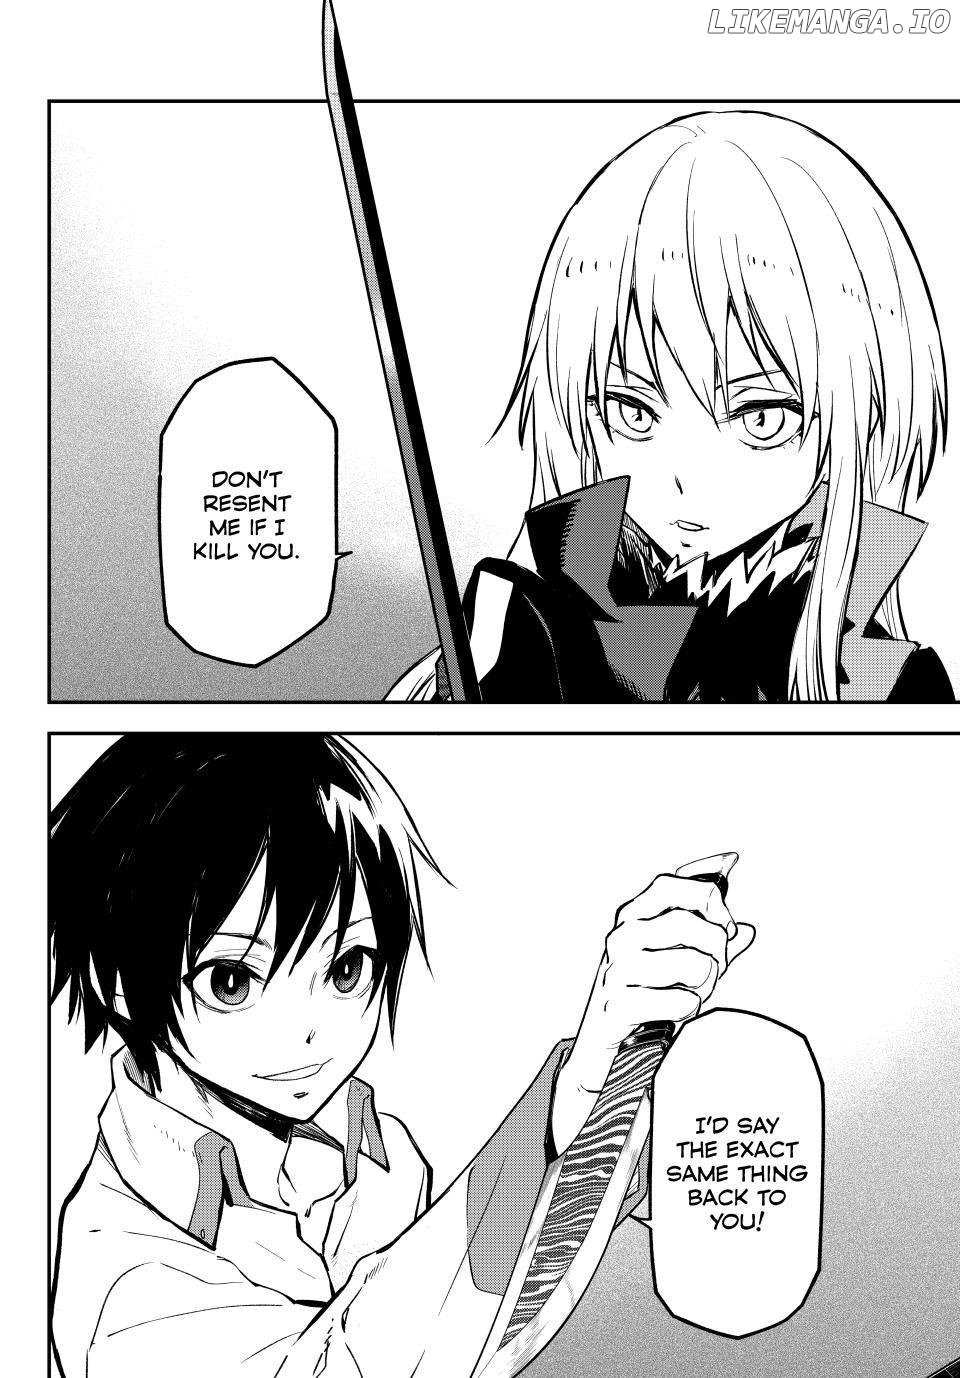 LIKEMANGA.IO
DON'T
RESENT
ME IF I
KILL YOU.
I'D SAY
THE EXACT
SAME THING
BACK TO
YOU!